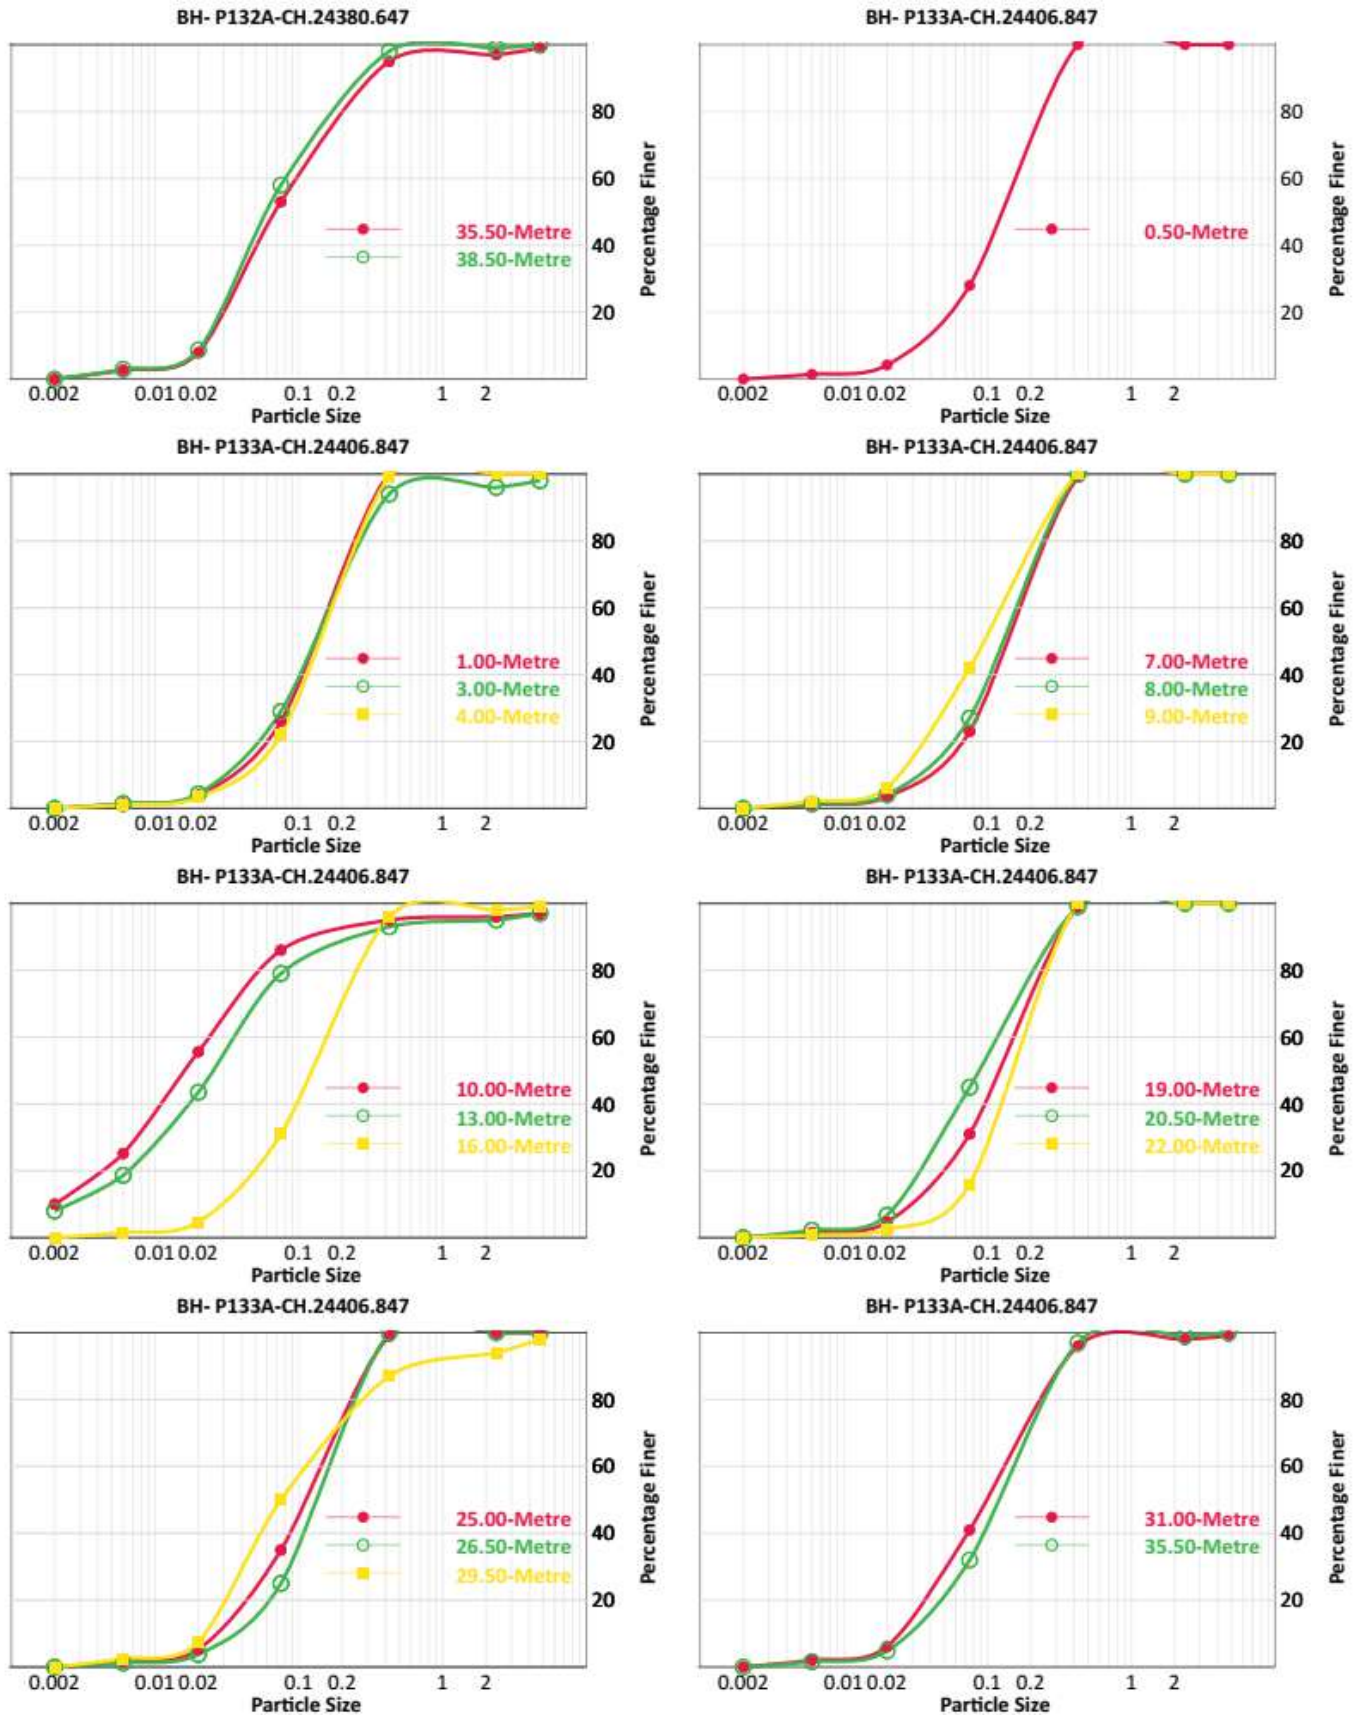 BH- P132A-CH.24380.647
80
60
40
20
Percentage Finer
35.50-Metre
38.50-Metre
0.002 0.01 0.02 0.1 0.2 1 2
Particle Size
BH- P133A-CH.24406.847
80
60
40
20
Percentage Finer
0.50-Metre
0.002 0.01 0.02 0.1 0.2 1 2
Particle Size
BH- P133A-CH.24406.847
80
60
40
20
Percentage Finer
1.00-Metre
3.00-Metre
4.00-Metre
0.002 0.01 0.02 0.1 0.2 1 2
Particle Size
BH- P133A-CH.24406.847
80
60
40
20
Percentage Finer
7.00-Metre
8.00-Metre
9.00-Metre
0.002 0.01 0.02 0.1 0.2 1 2
Particle Size
BH- P133A-CH.24406.847
80
60
40
20
Percentage Finer
10.00-Metre
13.00-Metre
16.00-Metre
0.002 0.01 0.02 0.1 0.2 1 2
Particle Size
BH- P133A-CH.24406.847
80
60
40
20
Percentage Finer
19.00-Metre
20.50-Metre
22.00-Metre
0.002 0.01 0.02 0.1 0.2 1 2
Particle Size
BH- P133A-CH.24406.847
80
60
40
20
Percentage Finer
25.00-Metre
26.50-Metre
29.50-Metre
0.002 0.01 0.02 0.1 0.2 1 2
Particle Size
BH- P133A-CH.24406.847
80
60
40
20
Percentage Finer
31.00-Metre
35.50-Metre
0.002 0.01 0.02 0.1 0.2 1 2
Particle Size